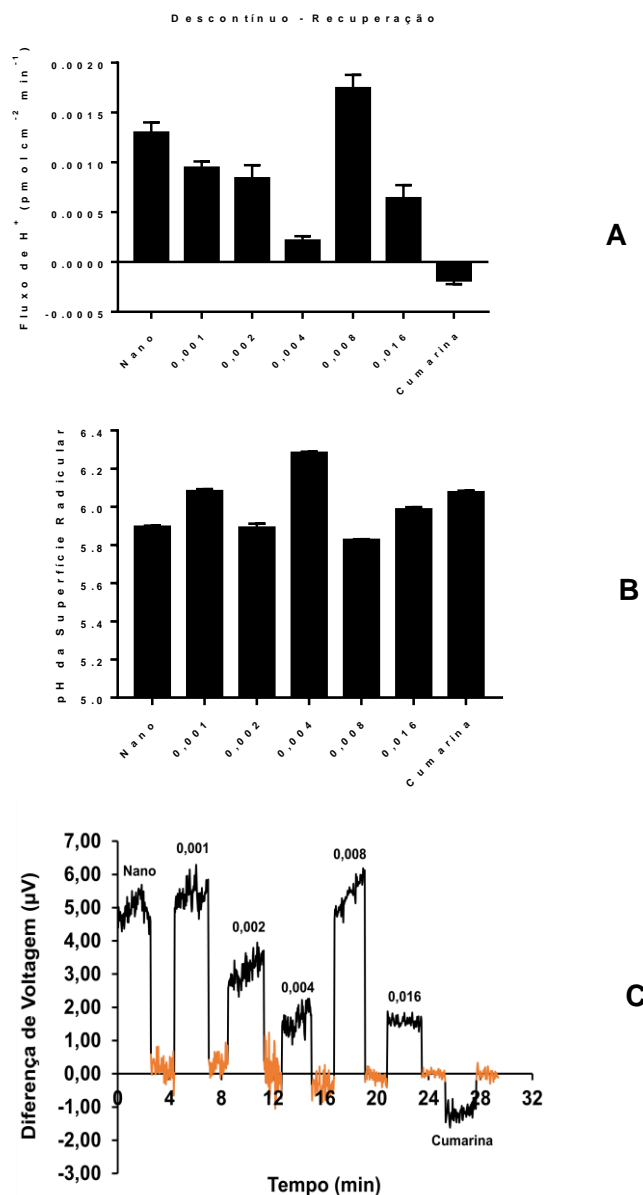 Descontínuo - Recuperação
Fluxo de H⁺ (pmol cm⁻² min⁻¹)
0.0020
0.0015
0.0010
0.0005
0.0000
-0.0005
Nano
0,001
0,002
0,004
0,008
0,016
Cumarina
A
pH da Superfície Radicular
6.4
6.2
6.0
5.8
5.6
5.4
5.2
5.0
Nano
0,001
0,002
0,004
0,008
0,016
Cumarina
B
Diferença de Voltagem (µV)
7,00
6,00
5,00
4,00
3,00
2,00
1,00
0,00
-1,00
-2,00
-3,00
Nano
0,001
0,002
0,004
0,008
0,016
Cumarina
0 4 8 12 16 20 24 28 32
Tempo (min)
C